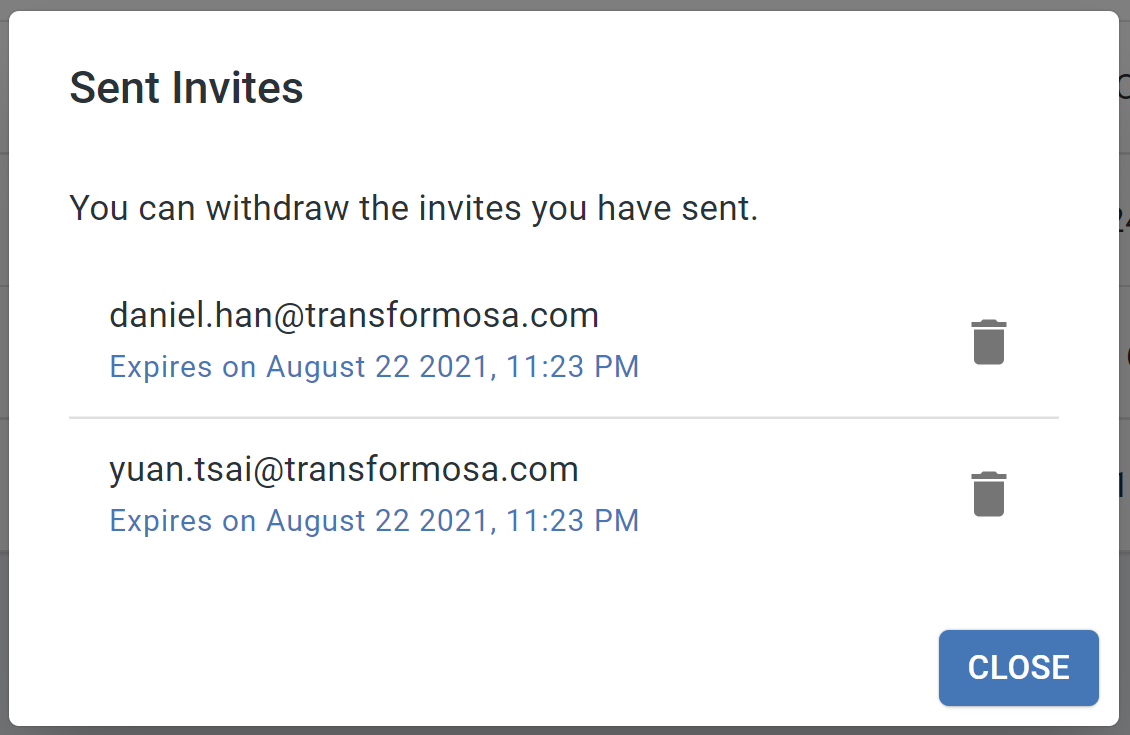 Sent Invites
You can withdraw the invites you have sent.
daniel.han@transformosa.com
Expires on August 22 2021, 11:23 PM
yuan.tsai@transformosa.com
Expires on August 22 2021, 11:23 PM
CLOSE